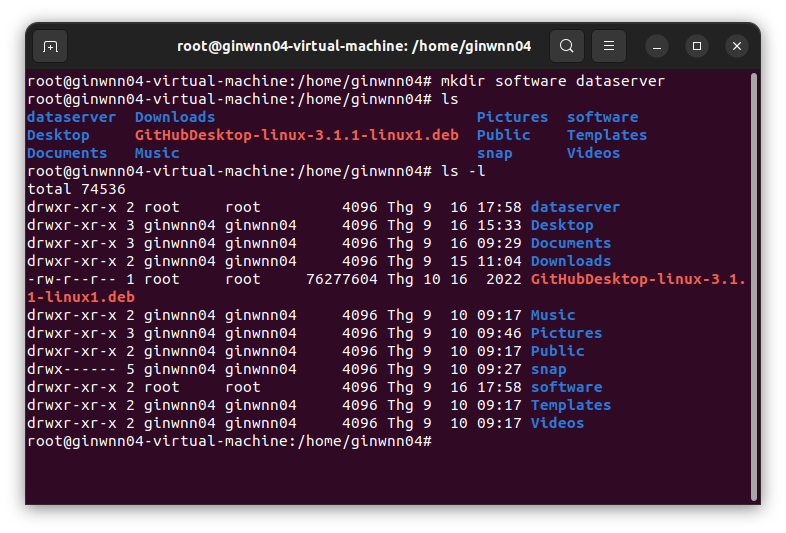 root@ginwnn04-virtual-machine: /home/ginwnn04
root@ginwnn04-virtual-machine:/home/ginwnn04# mkdir software dataserver
root@ginwnn04-virtual-machine:/home/ginwnn04# ls
dataserver  Downloads                             Pictures  software
Desktop     GitHubDesktop-linux-3.1.1-linux1.deb  Public    Templates
Documents   Music                                 snap      Videos
root@ginwnn04-virtual-machine:/home/ginwnn04# ls -l
total 74536
drwxr-xr-x 2 root     root         4096 Thg 9  16 17:58 dataserver
drwxr-xr-x 3 ginwnn04 ginwnn04     4096 Thg 9  16 15:33 Desktop
drwxr-xr-x 3 ginwnn04 ginwnn04     4096 Thg 9  16 09:29 Documents
drwxr-xr-x 2 ginwnn04 ginwnn04     4096 Thg 9  15 11:04 Downloads
-rw-r--r-- 1 root     root     76277604 Thg 10 16  2022 GitHubDesktop-linux-3.1.
1-linux1.deb
drwxr-xr-x 2 ginwnn04 ginwnn04     4096 Thg 9  10 09:17 Music
drwxr-xr-x 3 ginwnn04 ginwnn04     4096 Thg 9  10 09:46 Pictures
drwxr-xr-x 2 ginwnn04 ginwnn04     4096 Thg 9  10 09:17 Public
drwx------ 5 ginwnn04 ginwnn04     4096 Thg 9  10 09:27 snap
drwxr-xr-x 2 root     root         4096 Thg 9  16 17:58 software
drwxr-xr-x 2 ginwnn04 ginwnn04     4096 Thg 9  10 09:17 Templates
drwxr-xr-x 2 ginwnn04 ginwnn04     4096 Thg 9  10 09:17 Videos
root@ginwnn04-virtual-machine:/home/ginwnn04#